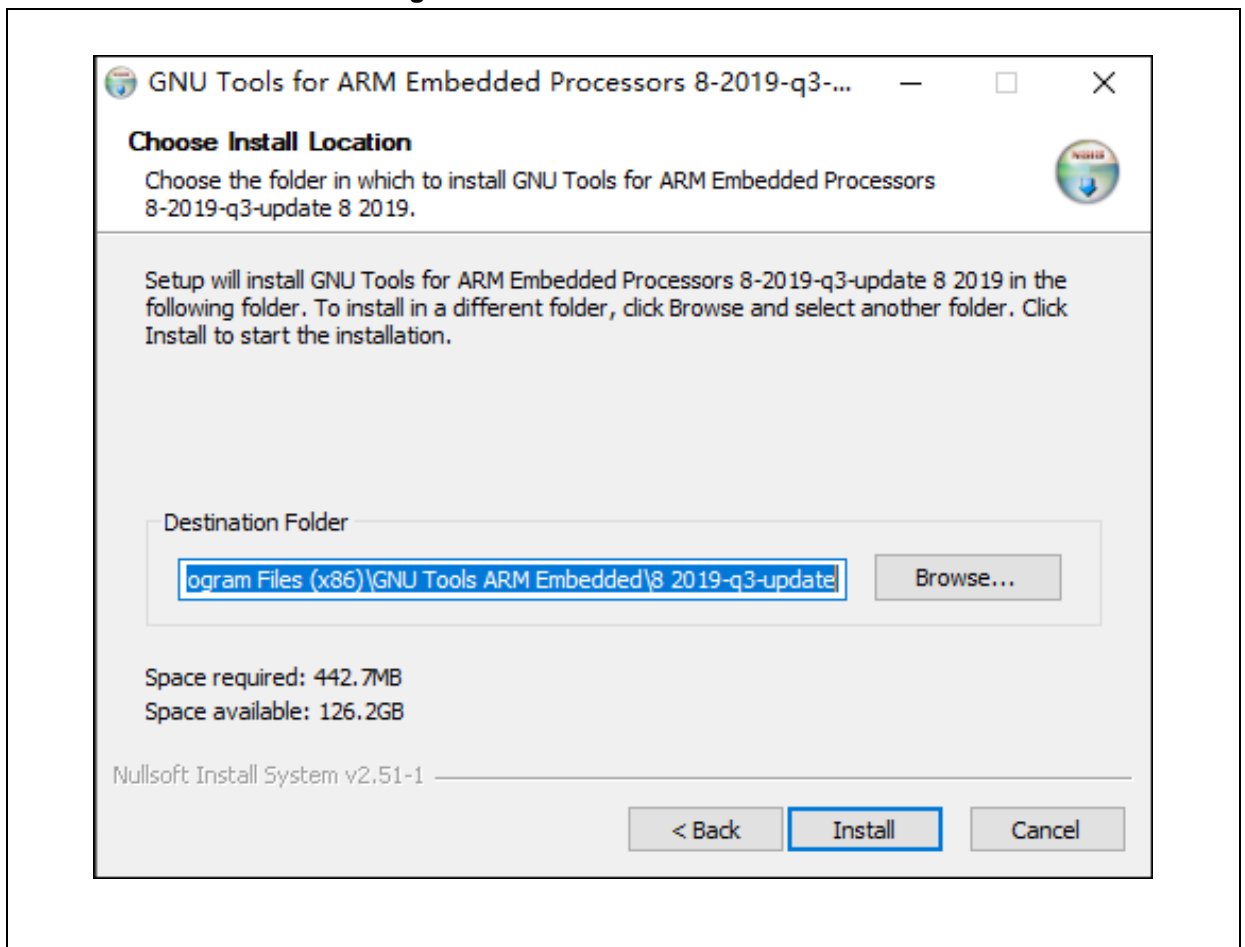 GNU Tools for ARM Embedded Processors 8-2019-q3-...
Choose Install Location
Choose the folder in which to install GNU Tools for ARM Embedded Processors
8-2019-q3-update 8 2019.
Setup will install GNU Tools for ARM Embedded Processors 8-2019-q3-update 8 2019 in the
following folder. To install in a different folder, click Browse and select another folder. Click
Install to start the installation.
Destination Folder
ogram Files (x86)\GNU Tools ARM Embedded\8 2019-q3-update
Browse...
Space required: 442.7MB
Space available: 126.2GB
Nullsoft Install System v2.51-1
< Back Install Cancel